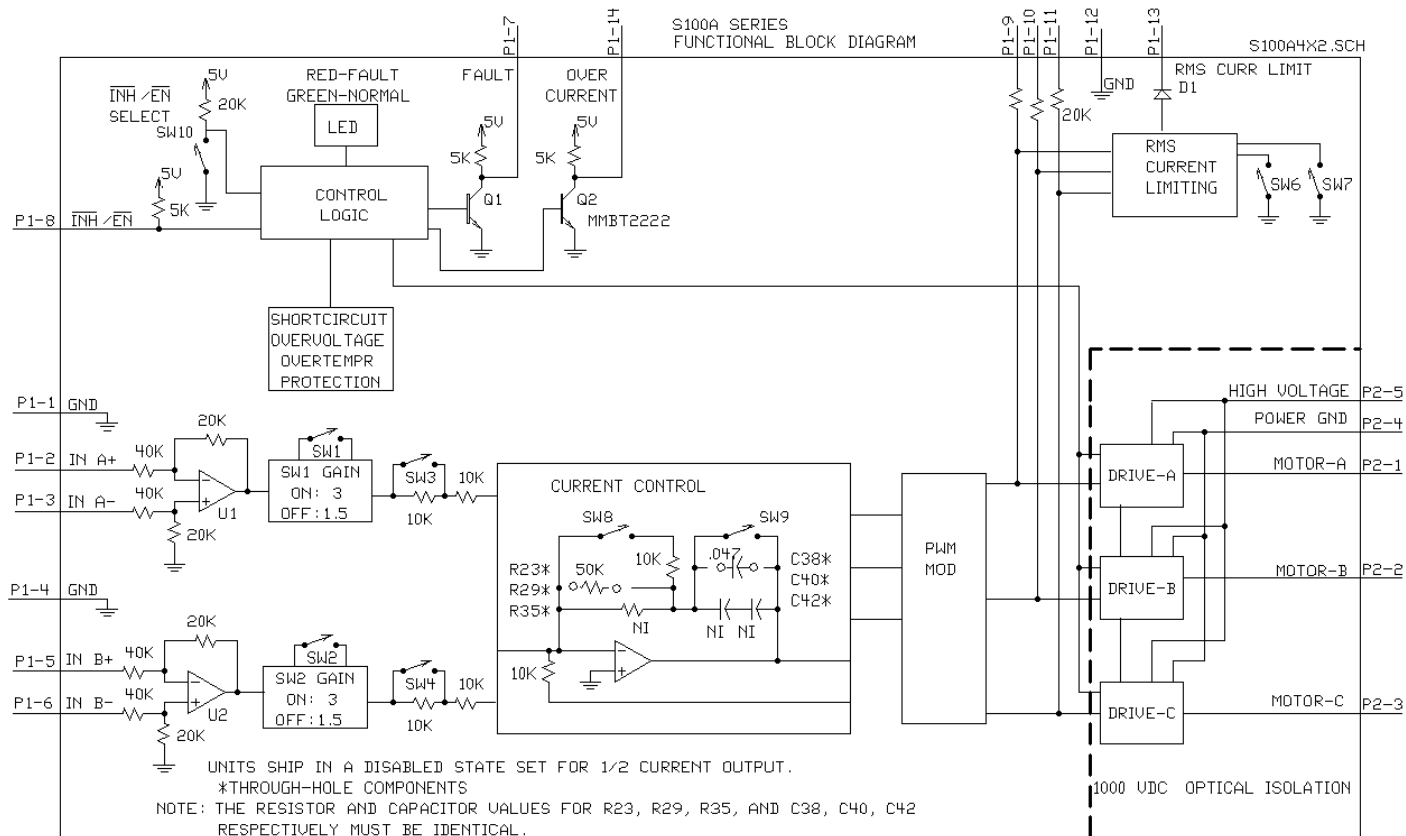 S100A SERIES
FUNCTIONAL BLOCK DIAGRAM
S100A4X2.SCH
P1-7
P1-14
P1-9
P1-10
P1-11
P1-12
P1-13
INH/EN
SELECT
5V
20K
SW10
RED-FAULT
GREEN-NORMAL
LED
FAULT
5V
5K
Q1
OVER
CURRENT
5V
5K
Q2
MMBT2222
20K
GND
RMS CURR LIMIT
D1
RMS
CURRENT
LIMITING
SW6
SW7
5V
5K
P1-8
INH/EN
CONTROL
LOGIC
SHORTCIRCUIT
OVERVOLTAGE
OVERTEMPR
PROTECTION
P1-1 GND
P1-2 IN A+
40K
20K
P1-3 IN A-
40K
20K
U1
SW1
SW1 GAIN
ON: 3
OFF:1.5
SW3
10K
10K
P1-4 GND
P1-5 IN B+
40K
20K
P1-6 IN B-
40K
20K
U2
SW2
SW2 GAIN
ON: 3
OFF:1.5
SW4
10K
10K
CURRENT CONTROL
SW8
SW9
10K
.047
R23*
R29*
R35*
50K
C38*
C40*
C42*
NI
NI NI
10K
PWM
MOD
HIGH VOLTAGE P2-5
POWER GND P2-4
DRIVE-A
MOTOR-A P2-1
DRIVE-B
MOTOR-B P2-2
DRIVE-C
MOTOR-C P2-3
1000 VDC OPTICAL ISOLATION
UNITS SHIP IN A DISABLED STATE SET FOR 1/2 CURRENT OUTPUT.
*THROUGH-HOLE COMPONENTS
NOTE: THE RESISTOR AND CAPACITOR VALUES FOR R23, R29, R35, AND C38, C40, C42
RESPECTIVELY MUST BE IDENTICAL.